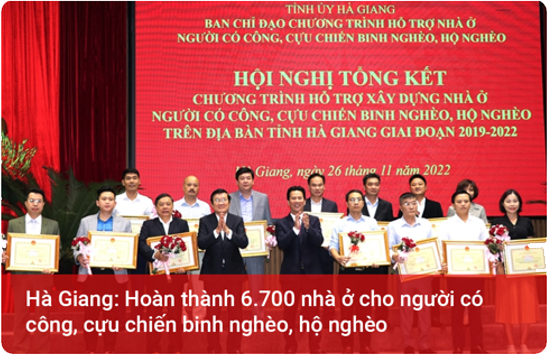 TỈNH ỦY HÀ GIANG
BAN CHỈ ĐẠO CHƯƠNG TRÌNH HỖ TRỢ NHÀ Ở
NGƯỜI CÓ CÔNG, CỰU CHIẾN BINH NGHÈO, HỘ NGHÈO
HỘI NGHỊ TỔNG KẾT
CHƯƠNG TRÌNH HỖ TRỢ XÂY DỰNG NHÀ Ở
NGƯỜI CÓ CÔNG, CỰU CHIẾN BINH NGHÈO, HỘ NGHÈO
TRÊN ĐỊA BÀN TỈNH HÀ GIANG GIAI ĐOẠN 2019-2022
Giang, ngày 26 tháng 11 năm 2022
Hà Giang: Hoàn thành 6.700 nhà ở cho người có
công, cựu chiến binh nghèo, hộ nghèo